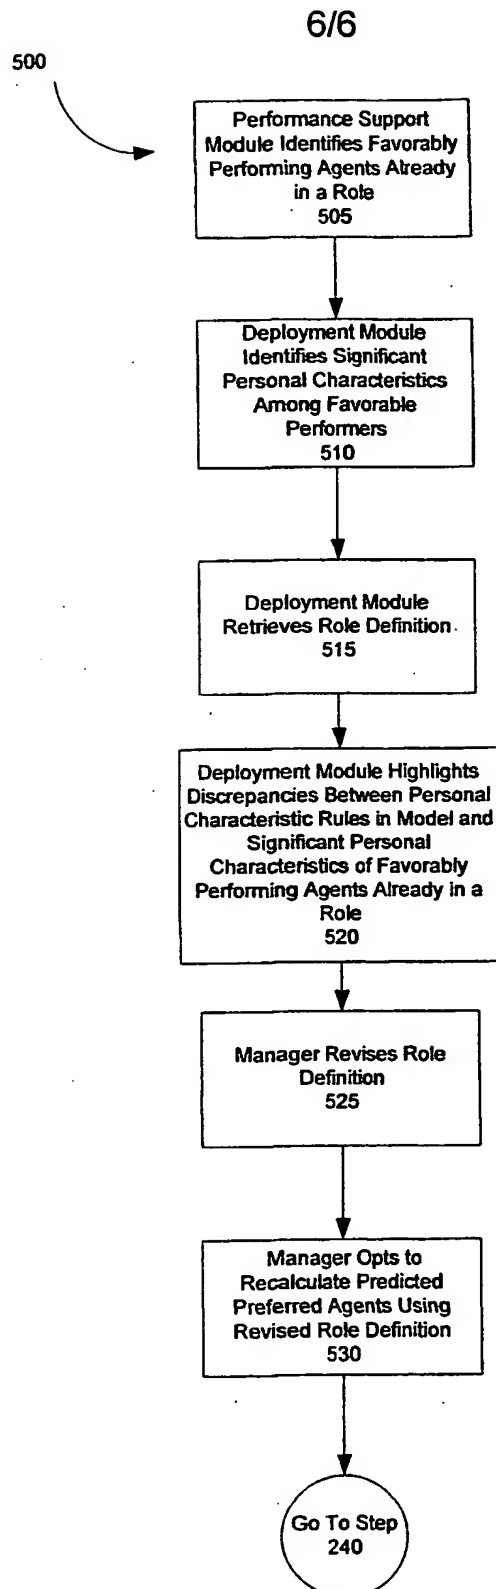 6/6
500
Performance Support
Module Identifies Favorably
Performing Agents Already
in a Role
505
Deployment Module
Identifies Significant
Personal Characteristics
Among Favorable
Performers
510
Deployment Module
Retrieves Role Definition
515
Deployment Module Highlights
Discrepancies Between Personal
Characteristic Rules in Model and
Significant Personal
Characteristics of Favorably
Performing Agents Already in a
Role
520
Manager Revises Role
Definition
525
Manager Opts to
Recalculate Predicted
Preferred Agents Using
Revised Role Definition
530
Go To Step
240